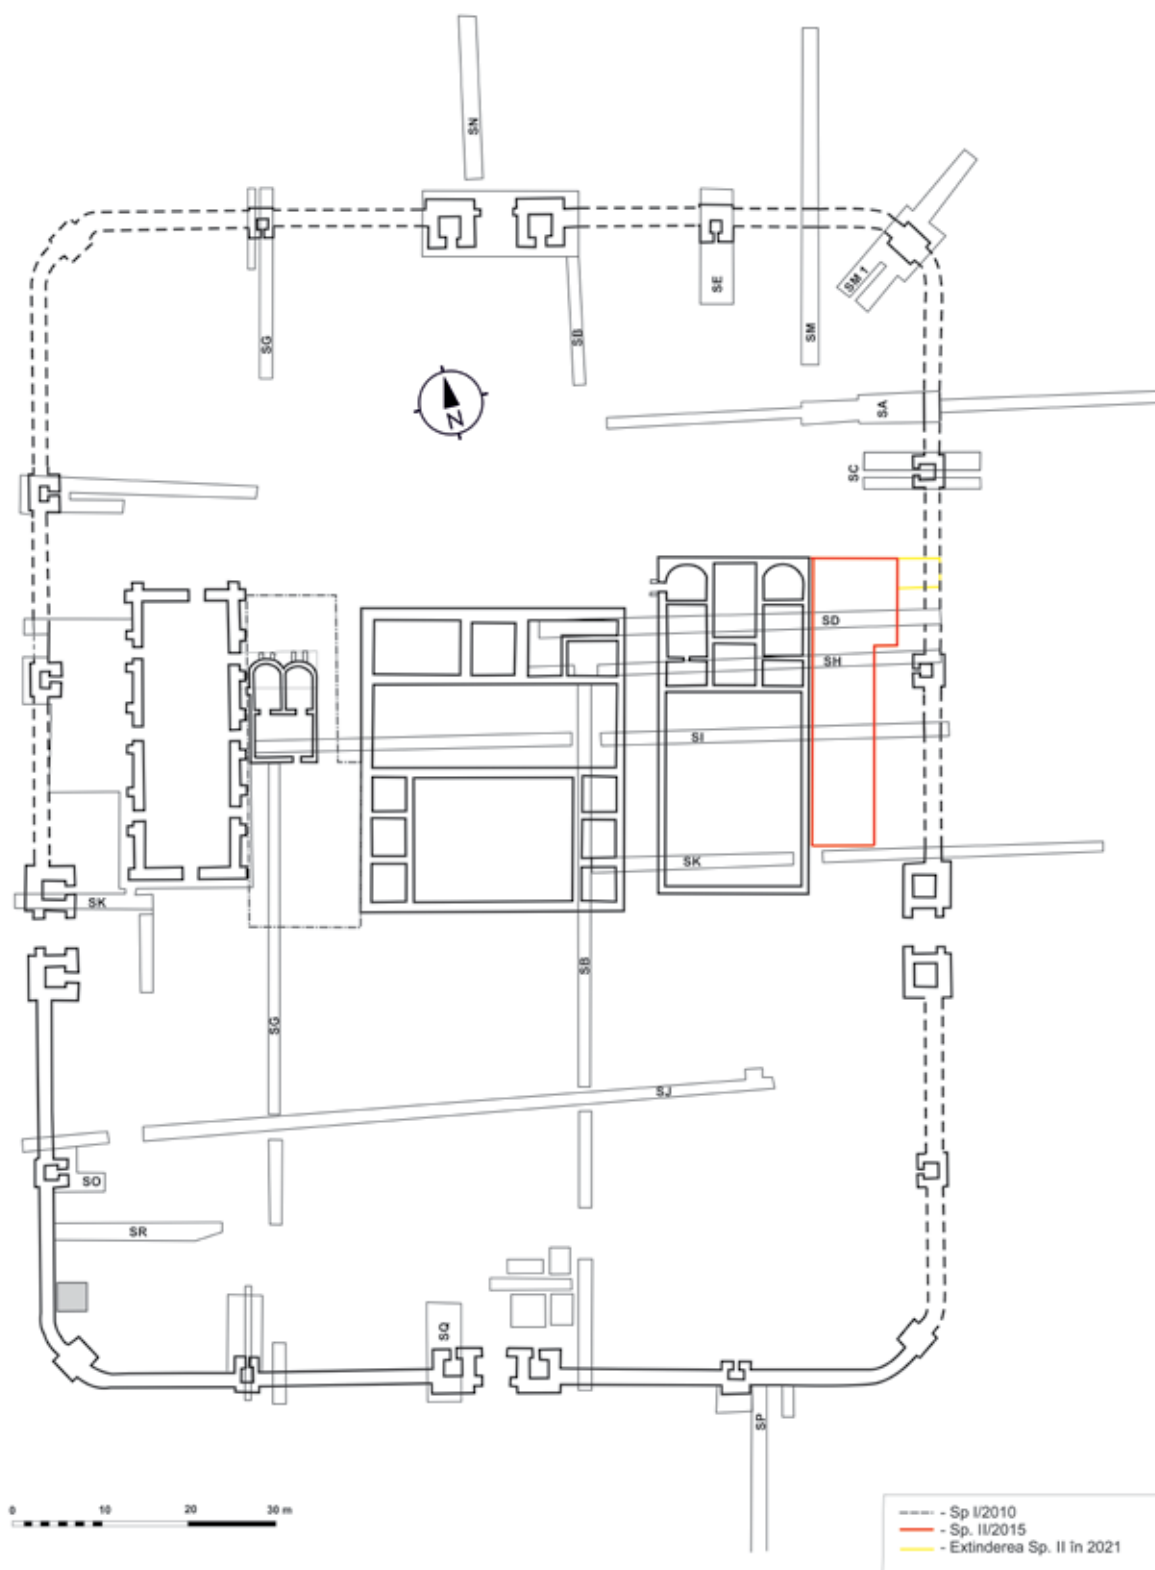 SN
SG
SB
SE
SM
SM 1
N
SA
SC
SD
SH
SI
SK
SK
SG
SB
SJ
SO
SR
SQ
SP
0 10 20 30 m
- Sp I/2010
- Sp. II/2015
- Extinderea Sp. II în 2021